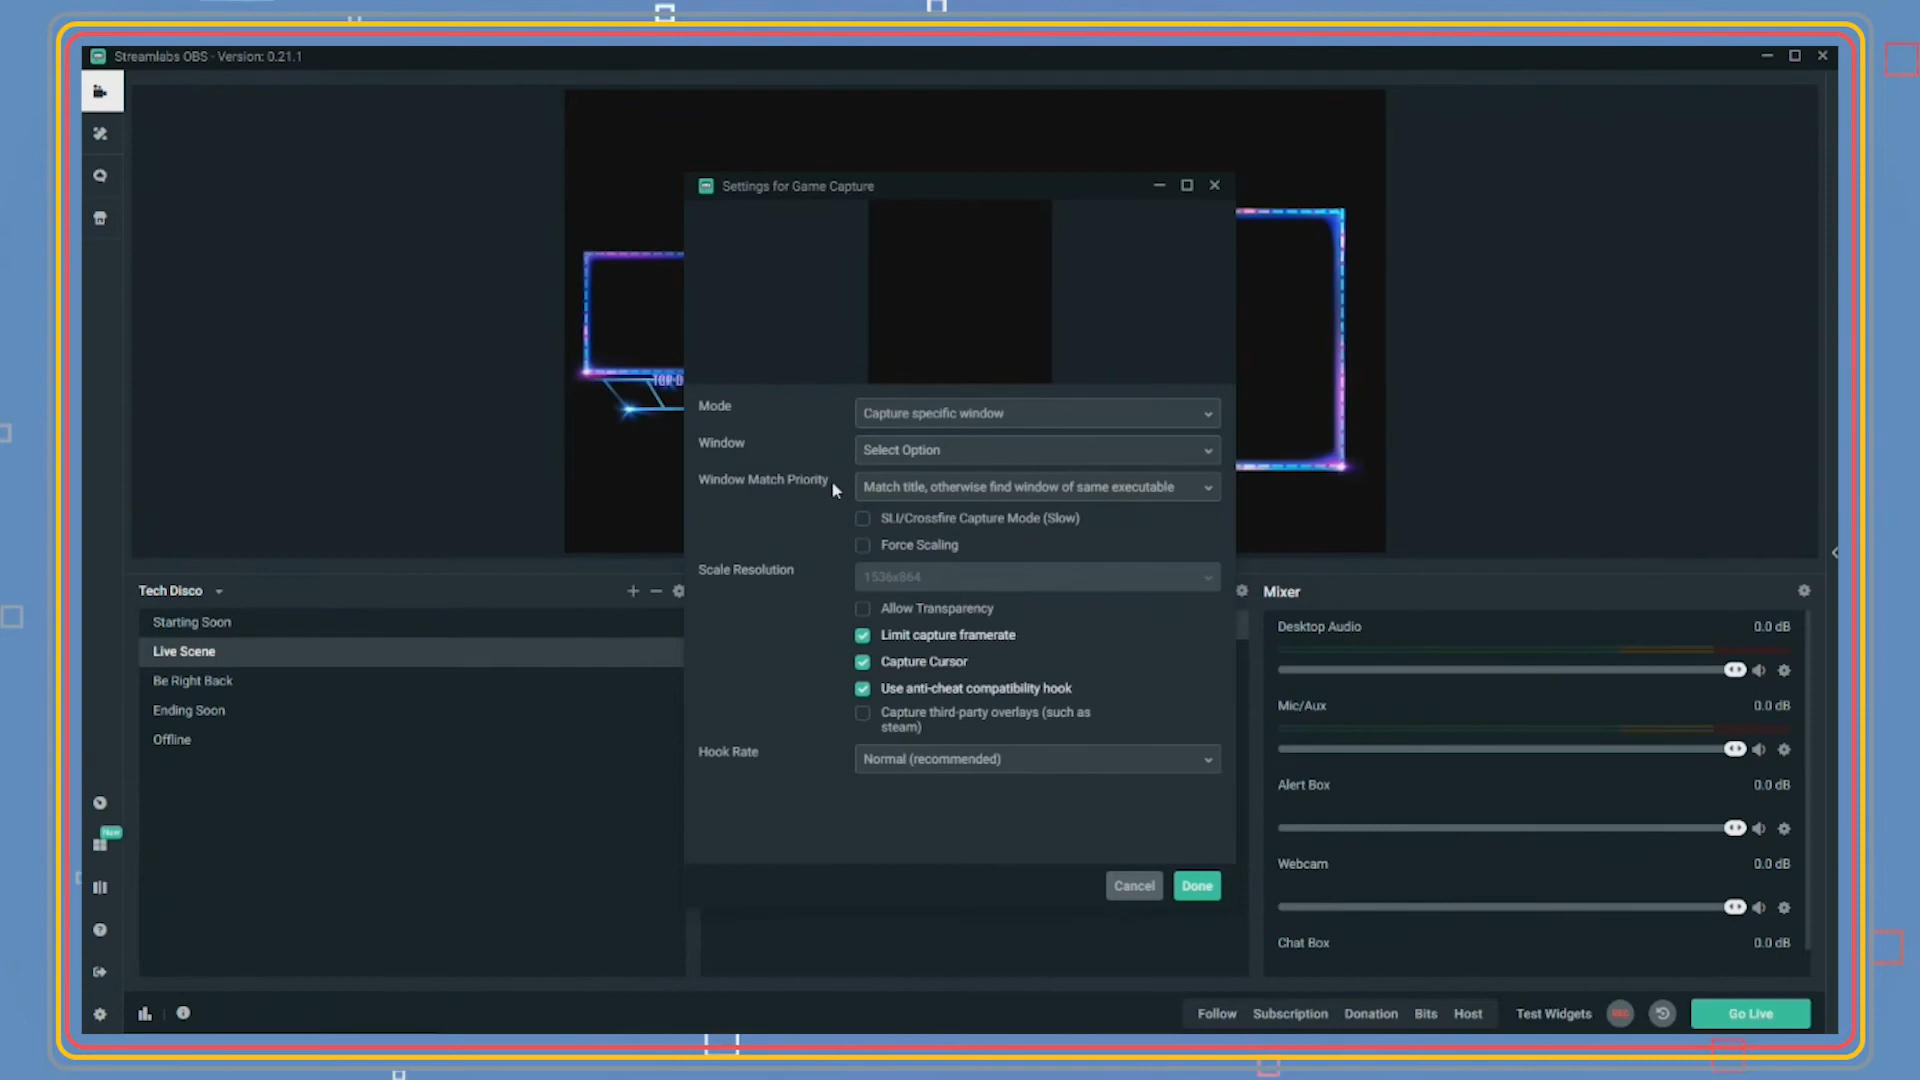 Streamlabs OBS - Version: 0.21.1
Settings for Game Capture
Mode
Capture specific window
Window
Select Option
Window Match Priority
Match title, otherwise find window of same executable
SLI/Crossfire Capture Mode (Slow)
Force Scaling
Scale Resolution
1536x864
Allow Transparency
Limit capture framerate
Capture Cursor
Use anti-cheat compatibility hook
Capture third-party overlays (such as
steam)
Hook Rate
Normal (recommended)
Cancel
Done
Tech Disco
Starting Soon
Live Scene
Be Right Back
Ending Soon
Offline
Mixer
Desktop Audio 0.0 dB
Mic/Aux 0.0 dB
Alert Box 0.0 dB
Webcam 0.0 dB
Chat Box 0.0 dB
New
Follow
Subscription
Donation
Bits
Host
Test Widgets
REC
Go Live